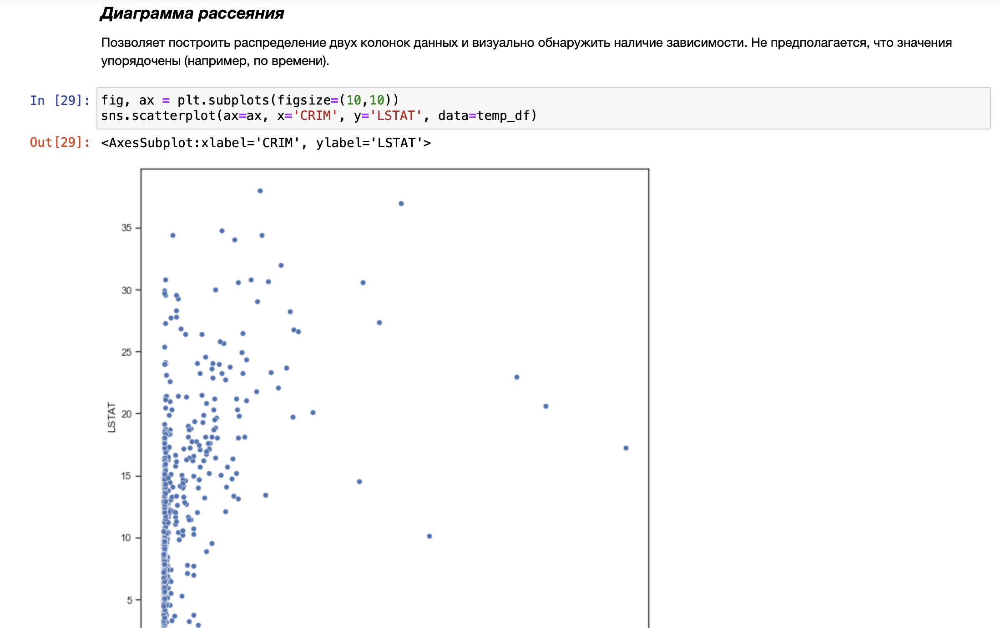 Диаграмма рассеяния
Позволяет построить распределение двух колонок данных и визуально обнаружить наличие зависимости. Не предполагается, что значения
упорядочены (например, по времени).
In [29]: fig, ax = plt.subplots(figsize=(10,10))
sns.scatterplot(ax=ax, x='CRIM', y='LSTAT', data=temp_df)
Out[29]: <AxesSubplot:xlabel='CRIM', ylabel='LSTAT'>
35
30
25
LSTAT
20
15
10
5